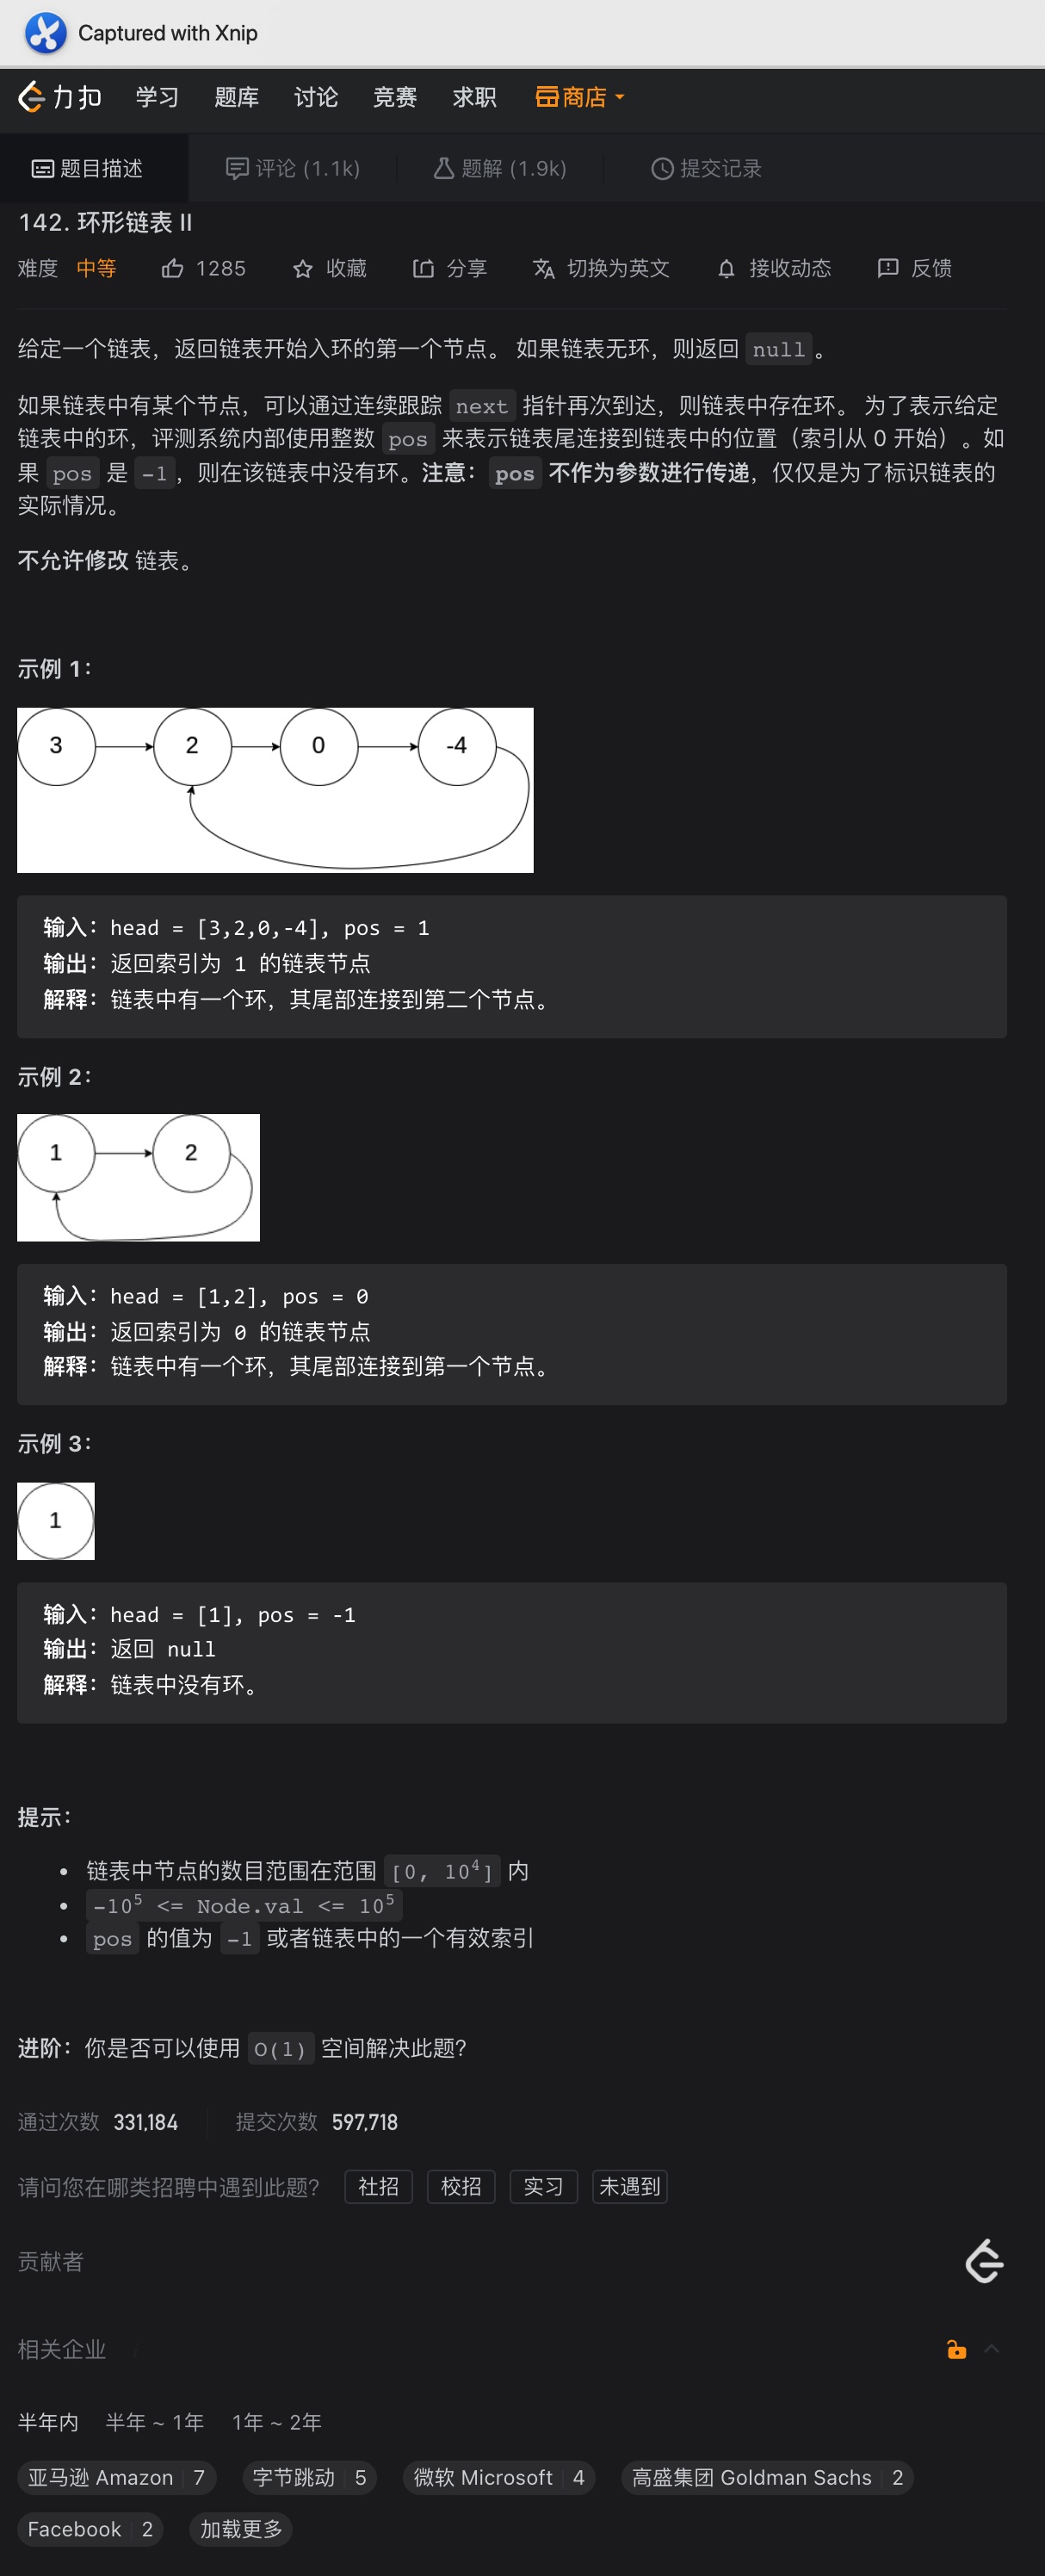 Captured with Xnip
力扣 学习 题库 讨论 竞赛 求职 商店
题目描述 评论 (1.1k) 题解 (1.9k) 提交记录
142. 环形链表 II
难度 中等 1285 收藏 分享 切换为英文 接收动态 反馈
给定一个链表，返回链表开始入环的第一个节点。 如果链表无环，则返回 null。
如果链表中有某个节点，可以通过连续跟踪 next 指针再次到达，则链表中存在环。 为了表示给定
链表中的环，评测系统内部使用整数 pos 来表示链表尾连接到链表中的位置（索引从 0 开始）。如
果 pos 是 -1，则在该链表中没有环。注意：pos 不作为参数进行传递，仅仅是为了标识链表的
实际情况。
不允许修改 链表。
示例 1：
3 2 0 -4
输入：head = [3,2,0,-4], pos = 1
输出：返回索引为 1 的链表节点
解释：链表中有一个环，其尾部连接到第二个节点。
示例 2：
1 2
输入：head = [1,2], pos = 0
输出：返回索引为 0 的链表节点
解释：链表中有一个环，其尾部连接到第一个节点。
示例 3：
1
输入：head = [1], pos = -1
输出：返回 null
解释：链表中没有环。
提示：
• 链表中节点的数目范围在范围 [0, 10⁴] 内
• -10⁵ <= Node.val <= 10⁵
• pos 的值为 -1 或者链表中的一个有效索引
进阶：你是否可以使用 O(1) 空间解决此题？
通过次数 331,184 提交次数 597,718
请问您在哪类招聘中遇到此题？ 社招 校招 实习 未遇到
贡献者
相关企业
半年内 半年 ~ 1年 1年 ~ 2年
亚马逊 Amazon 7 字节跳动 5 微软 Microsoft 4 高盛集团 Goldman Sachs 2
Facebook 2 加载更多